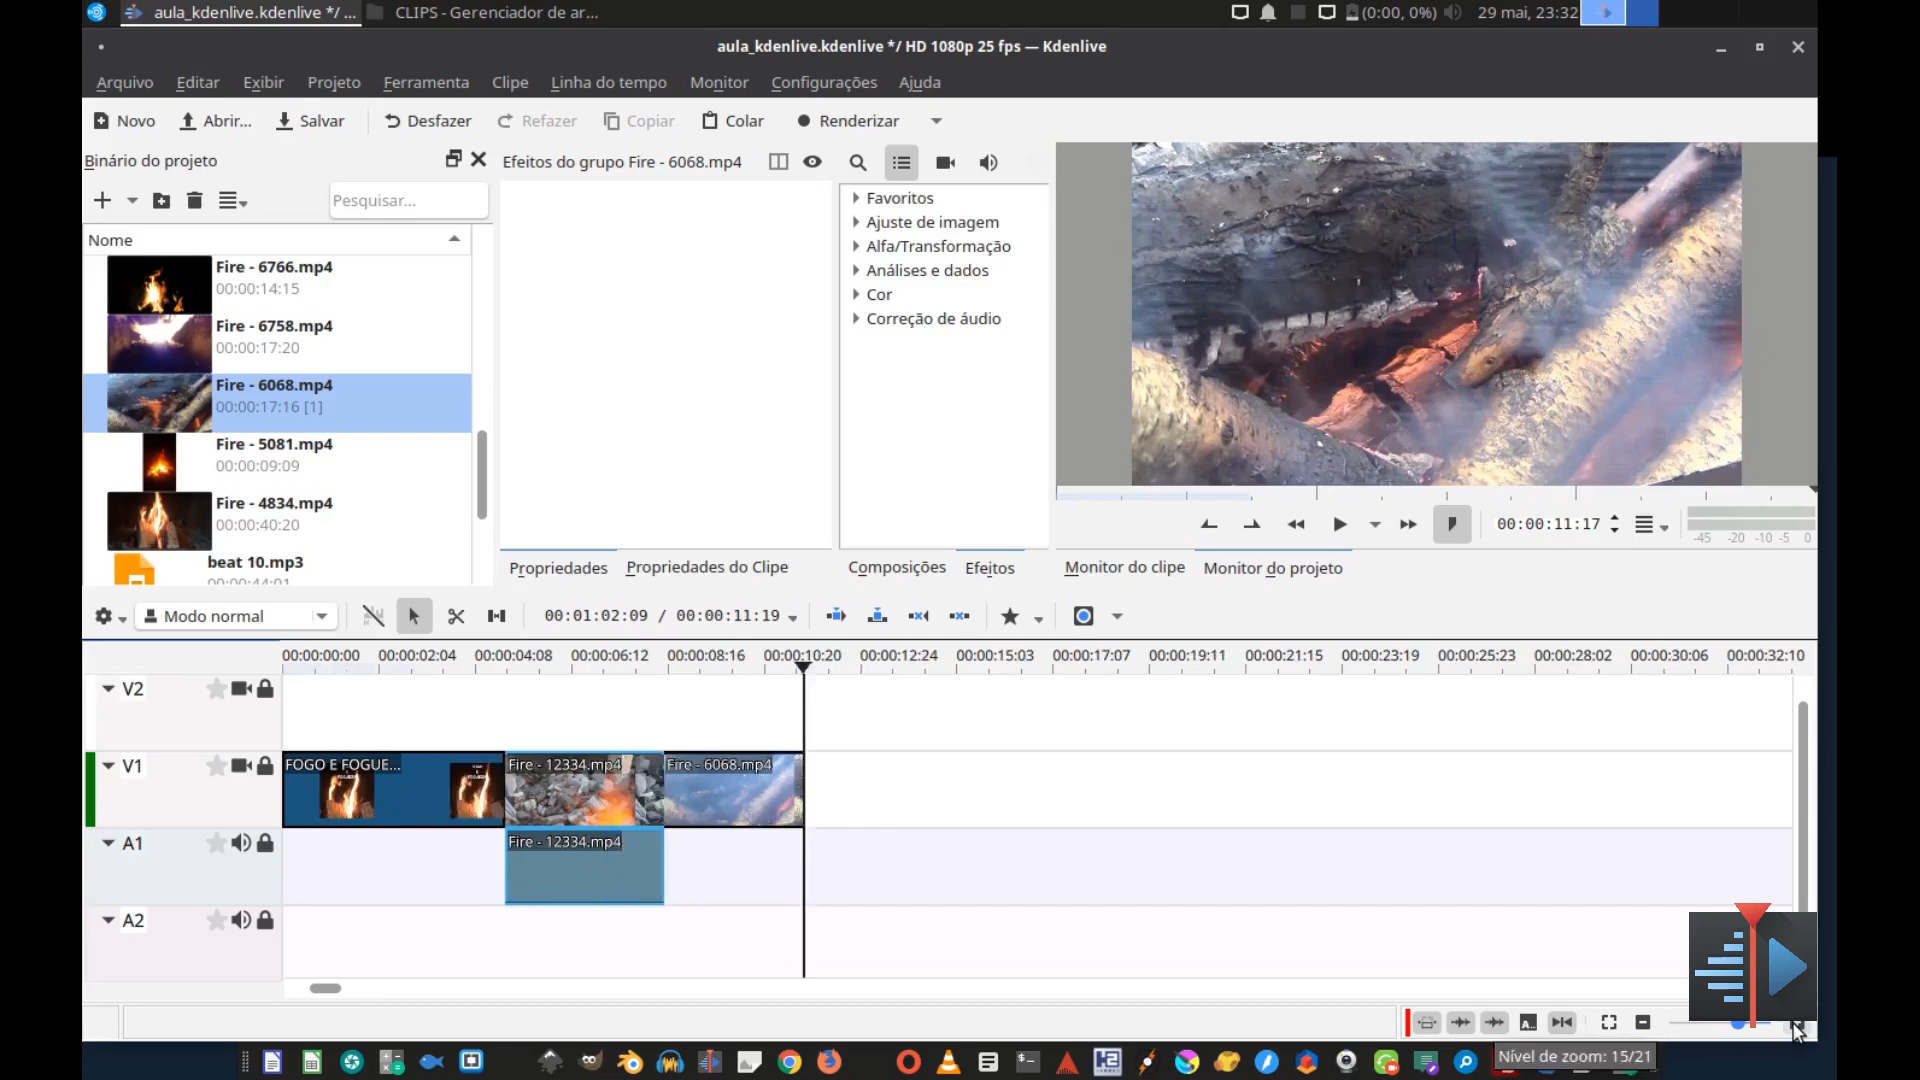 aula_kdenlive.kdenlive */ ...
CLIPS - Gerenciador de ar...
(0:00, 0%)
29 mai, 23:32
aula_kdenlive.kdenlive */ HD 1080p 25 fps — Kdenlive
Arquivo Editar Exibir Projeto Ferramenta Clipe Linha do tempo Monitor Configurações Ajuda
Novo Abrir... Salvar Desfazer Refazer Copiar Colar Renderizar
Binário do projeto
Efeitos do grupo Fire - 6068.mp4
Pesquisar...
Nome
Fire - 6766.mp4
00:00:14:15
Fire - 6758.mp4
00:00:17:20
Fire - 6068.mp4
00:00:17:16 [1]
Fire - 5081.mp4
00:00:09:09
Fire - 4834.mp4
00:00:40:20
beat 10.mp3
00:00:44:01
Favoritos
Ajuste de imagem
Alfa/Transformação
Análises e dados
Cor
Correção de áudio
00:00:11:17
-45 -20 -10 -5 0
Propriedades Propriedades do Clipe
Composições Efeitos
Monitor do clipe Monitor do projeto
Modo normal
00:01:02:09 / 00:00:11:19
00:00:00:00 00:00:02:04 00:00:04:08 00:00:06:12 00:00:08:16 00:00:10:20 00:00:12:24 00:00:15:03 00:00:17:07 00:00:19:11 00:00:21:15 00:00:23:19 00:00:25:23 00:00:28:02 00:00:30:06 00:00:32:10
V2
V1
FOGO E FOGUE...
Fire - 12334.mp4
Fire - 6068.mp4
A1
Fire - 12334.mp4
A2
Nível de zoom: 15/21